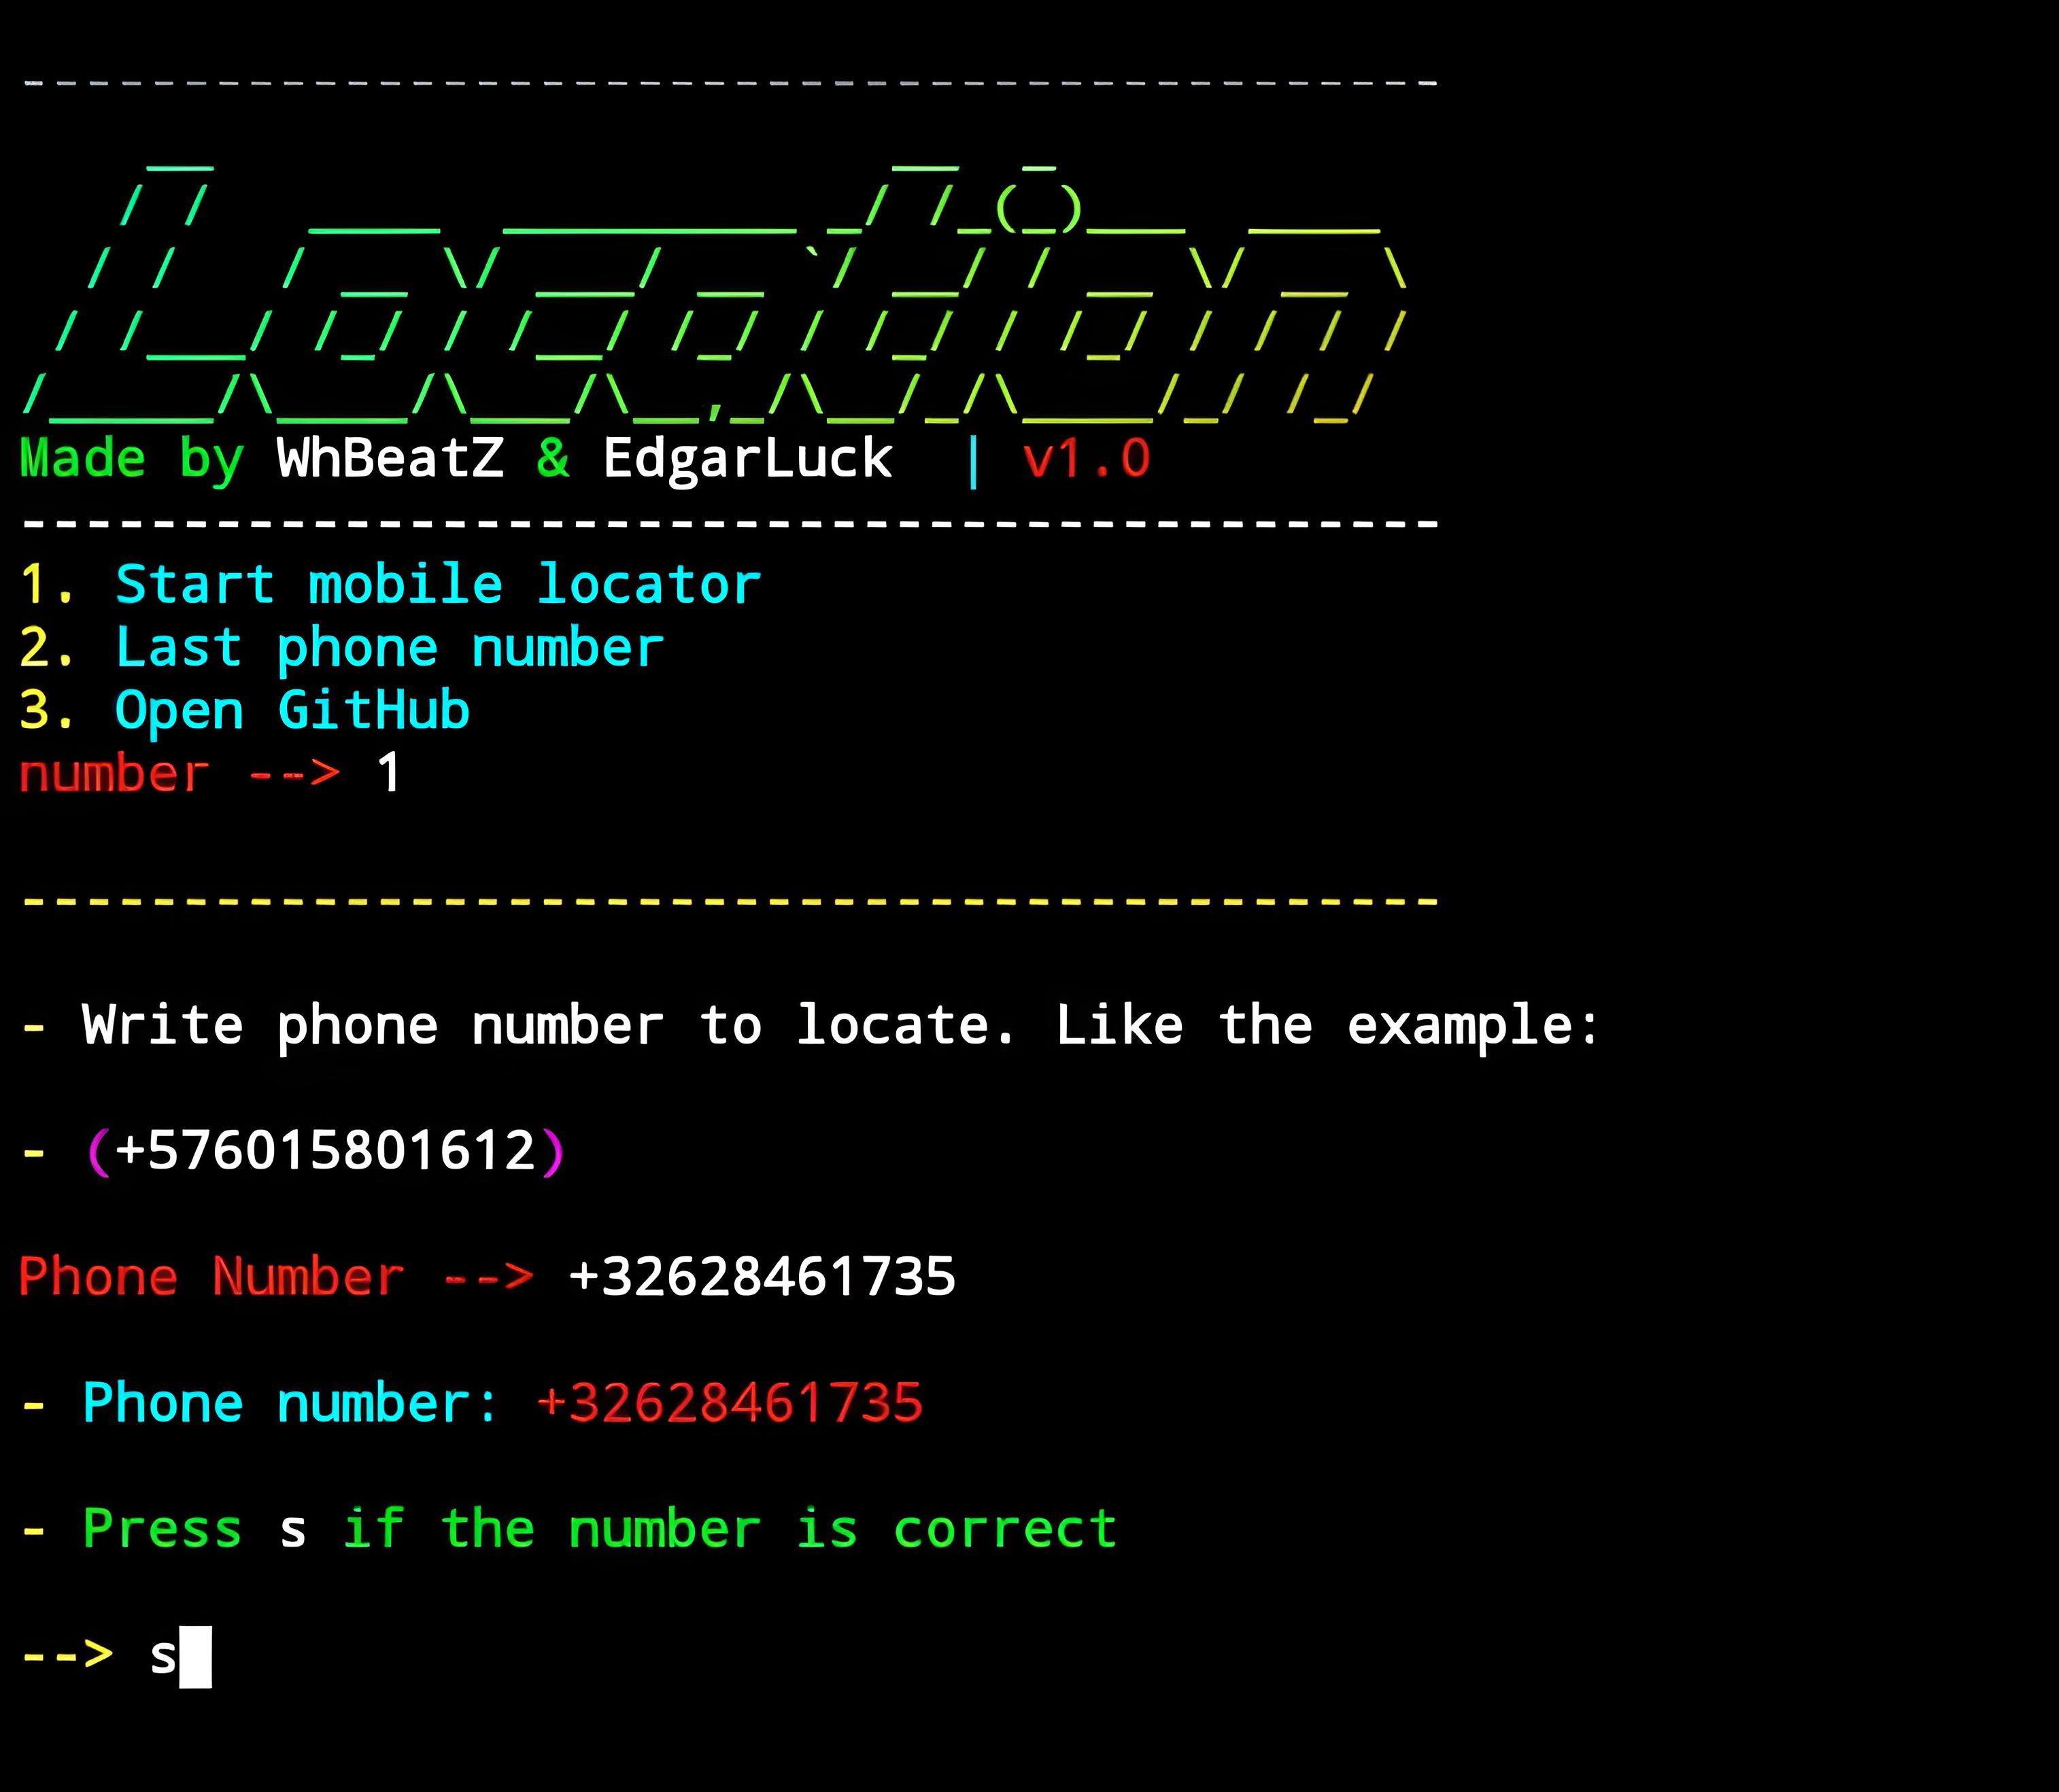 --------------------------------------------
Location
Made by WhBeatZ & EdgarLuck | v1.0
--------------------------------------------
1. Start mobile locator
2. Last phone number
3. Open GitHub
number --> 1
--------------------------------------------
- Write phone number to locate. Like the example:
- (+576015801612)
Phone Number --> +32628461735
- Phone number: +32628461735
- Press s if the number is correct
--> s